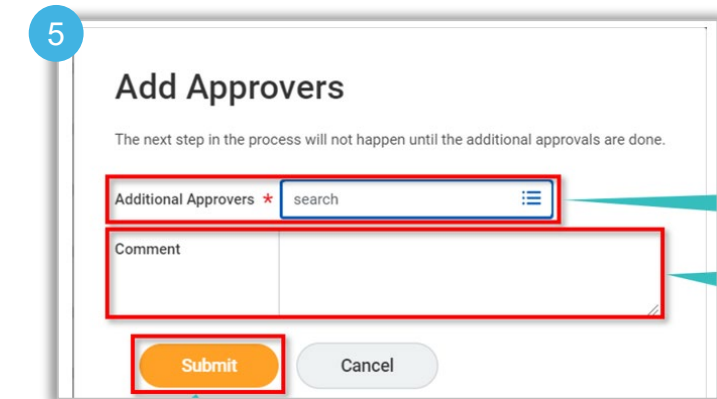 5
Add Approvers
The next step in the process will not happen until the additional approvals are done.
Additional Approvers * search
Comment
Submit Cancel